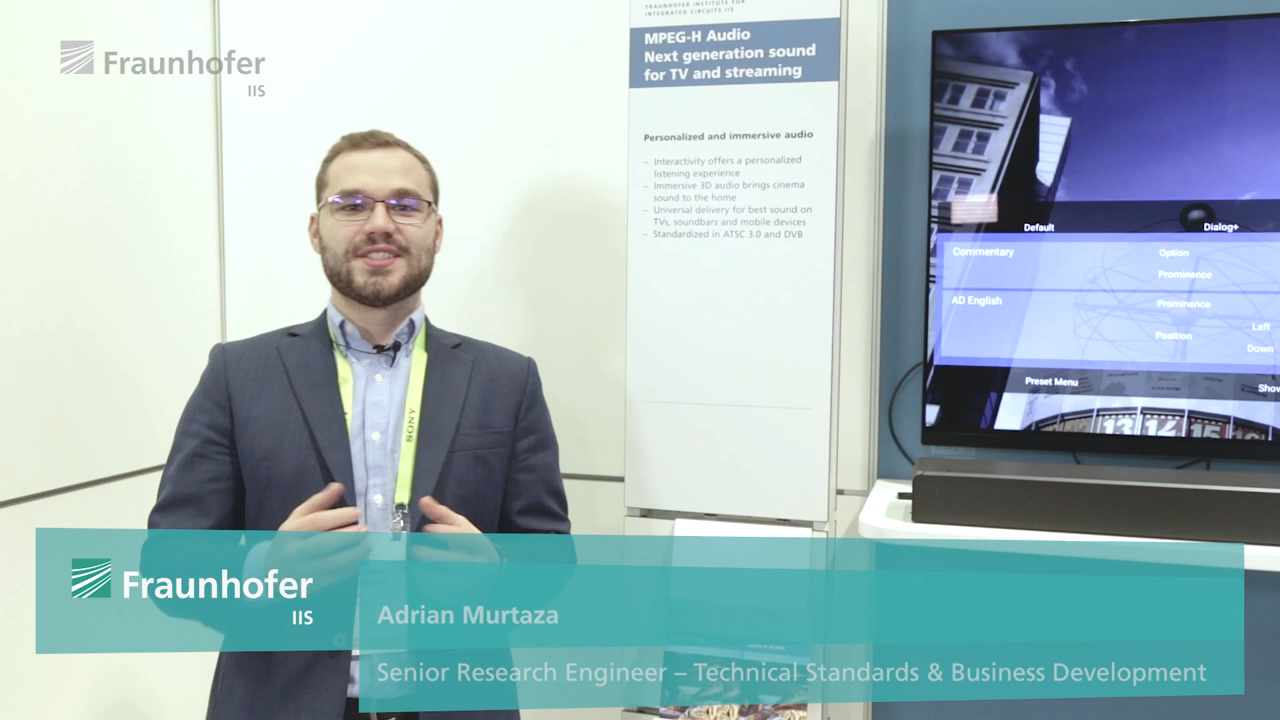 Fraunhofer
IIS
FRAUNHOFER INSTITUTE FOR
INTEGRATED CIRCUITS IIS
MPEG-H Audio
Next generation sound
for TV and streaming
Personalized and immersive audio
– Interactivity offers a personalized
listening experience
– Immersive 3D audio brings cinema
sound to the home
– Universal delivery for best sound on
TVs, soundbars and mobile devices
– Standardized in ATSC 3.0 and DVB
Default Dialog+
Commentary Option
Prominence
AD English Prominence
Position Left
Down
Preset Menu Show
13 14 15
SONY
Fraunhofer
IIS
Adrian Murtaza
Senior Research Engineer – Technical Standards & Business Development